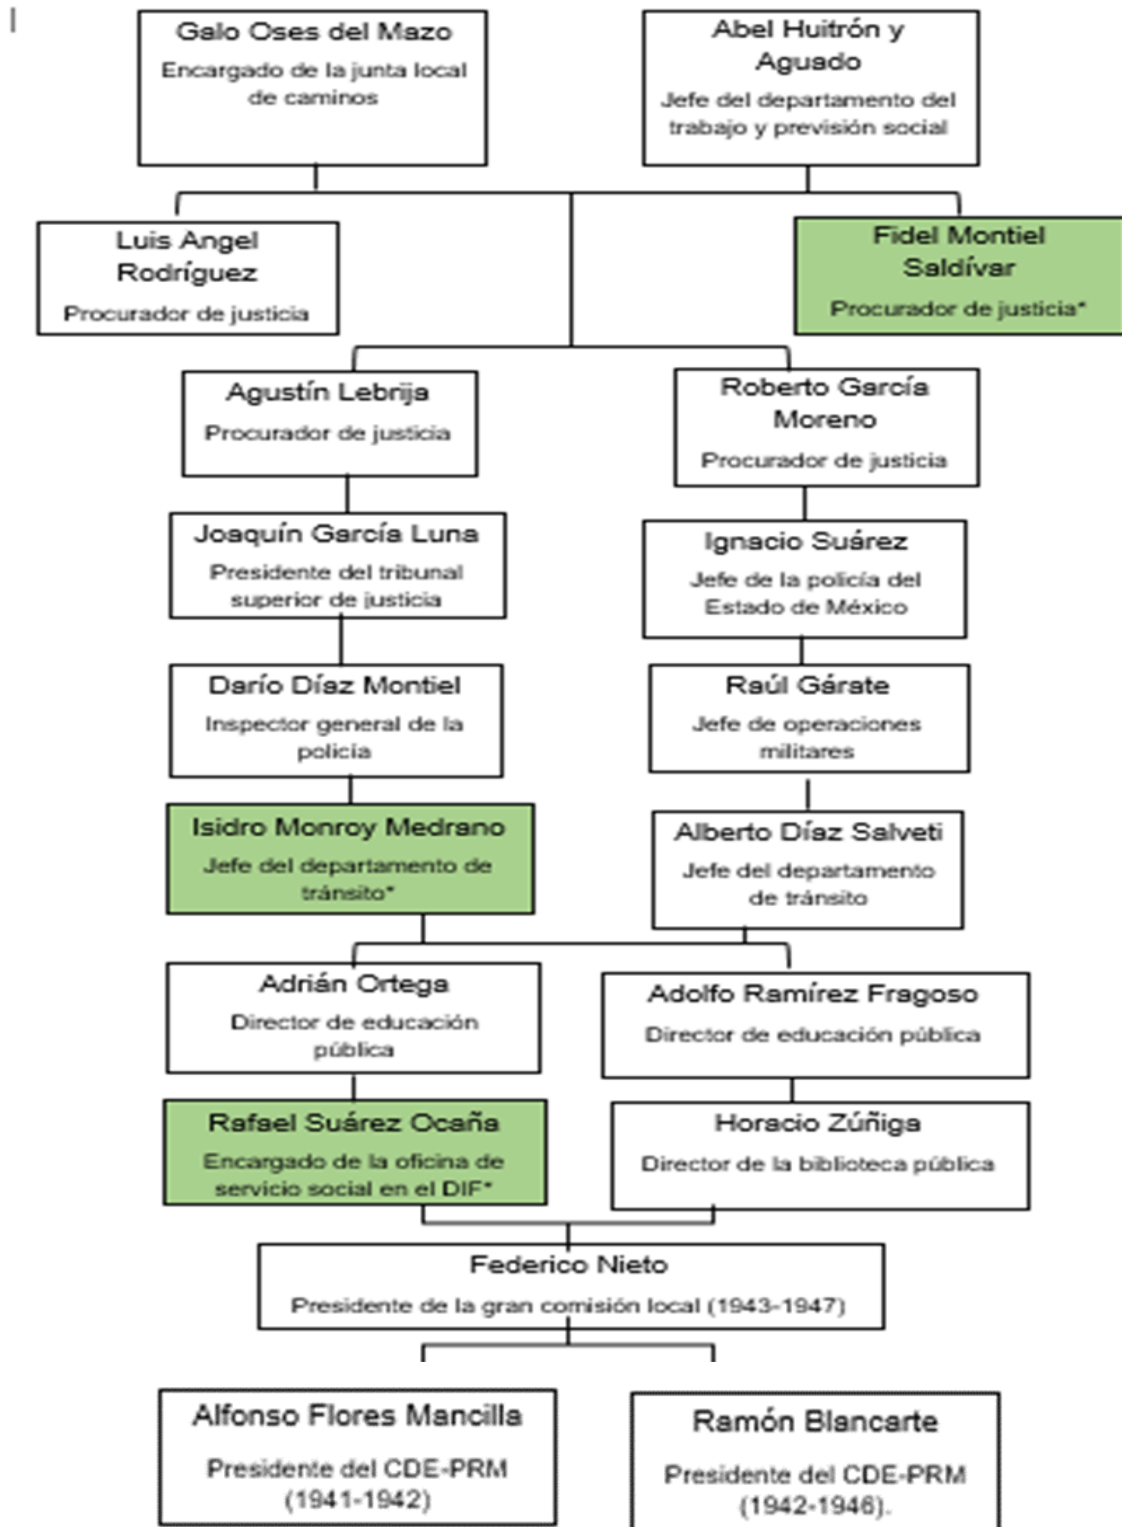 Galo Oses del Mazo
Encargado de la junta local
de caminos
Abel Huitrón y
Aguado
Jefe del departamento del
trabajo y previsión social
Luis Angel
Rodríguez
Procurador de justicia
Fidel Montiel
Saldívar
Procurador de justicia*
Agustín Lebrija
Procurador de justicia
Roberto García
Moreno
Procurador de justicia
Joaquín García Luna
Presidente del tribunal
superior de justicia
Ignacio Suárez
Jefe de la policía del
Estado de México
Darío Díaz Montiel
Inspector general de la
policía
Raúl Gárate
Jefe de operaciones
militares
Isidro Monroy Medrano
Jefe del departamento de
tránsito*
Alberto Díaz Salveti
Jefe del departamento
de tránsito
Adrián Ortega
Director de educación
pública
Adolfo Ramírez Fragoso
Director de educación pública
Rafael Suárez Ocaña
Encargado de la oficina de
servicio social en el DIF*
Horacio Zúñiga
Director de la biblioteca pública
Federico Nieto
Presidente de la gran comisión local (1943-1947)
Alfonso Flores Mancilla
Presidente del CDE-PRM
(1941-1942)
Ramón Blancarte
Presidente del CDE-PRM
(1942-1946).